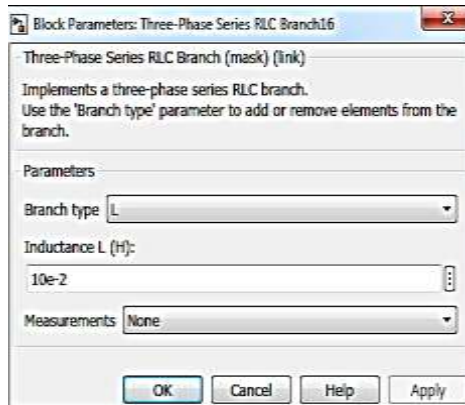 Block Parameters: Three-Phase Series RLC Branch16
Three-Phase Series RLC Branch (mask) (link)
Implements a three-phase series RLC branch.
Use the 'Branch type' parameter to add or remove elements from the
branch.
Parameters
Branch type L
Inductance L (H):
10e-2
Measurements None
OK Cancel Help Apply